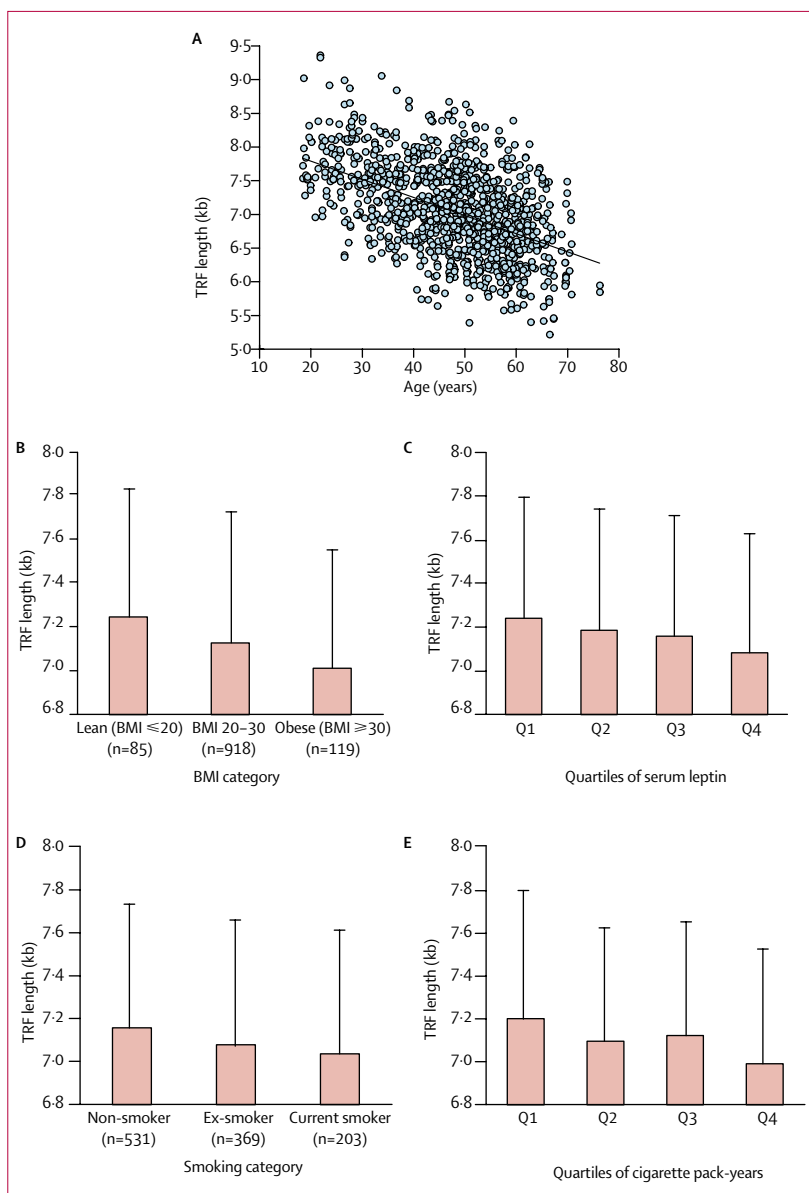 A
9·5
9·0
8·5
8·0
7·5
7·0
6·5
6·0
5·5
5·0
TRF length (kb)
10 20 30 40 50 60 70 80
Age (years)
B
8·0
7·8
7·6
7·4
7·2
7·0
6·8
TRF length (kb)
Lean (BMI ≤20) BMI 20–30 Obese (BMI ≥30)
(n=85) (n=918) (n=119)
BMI category
C
8·0
7·8
7·6
7·4
7·2
7·0
6·8
TRF length (kb)
Q1 Q2 Q3 Q4
Quartiles of serum leptin
D
8·0
7·8
7·6
7·4
7·2
7·0
6·8
TRF length (kb)
Non-smoker Ex-smoker Current smoker
(n=531) (n=369) (n=203)
Smoking category
E
8·0
7·8
7·6
7·4
7·2
7·0
6·8
TRF length (kb)
Q1 Q2 Q3 Q4
Quartiles of cigarette pack-years